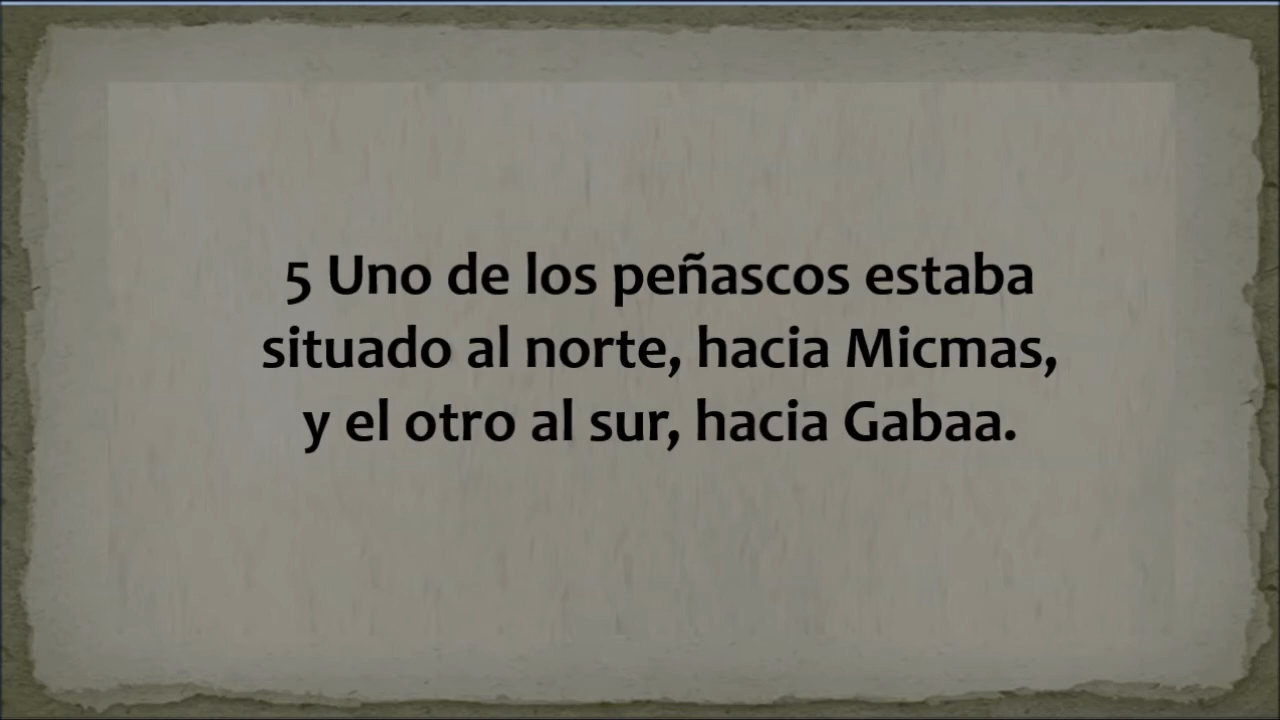 5 Uno de los peñascos estaba
situado al norte, hacia Micmas,
y el otro al sur, hacia Gabaa.